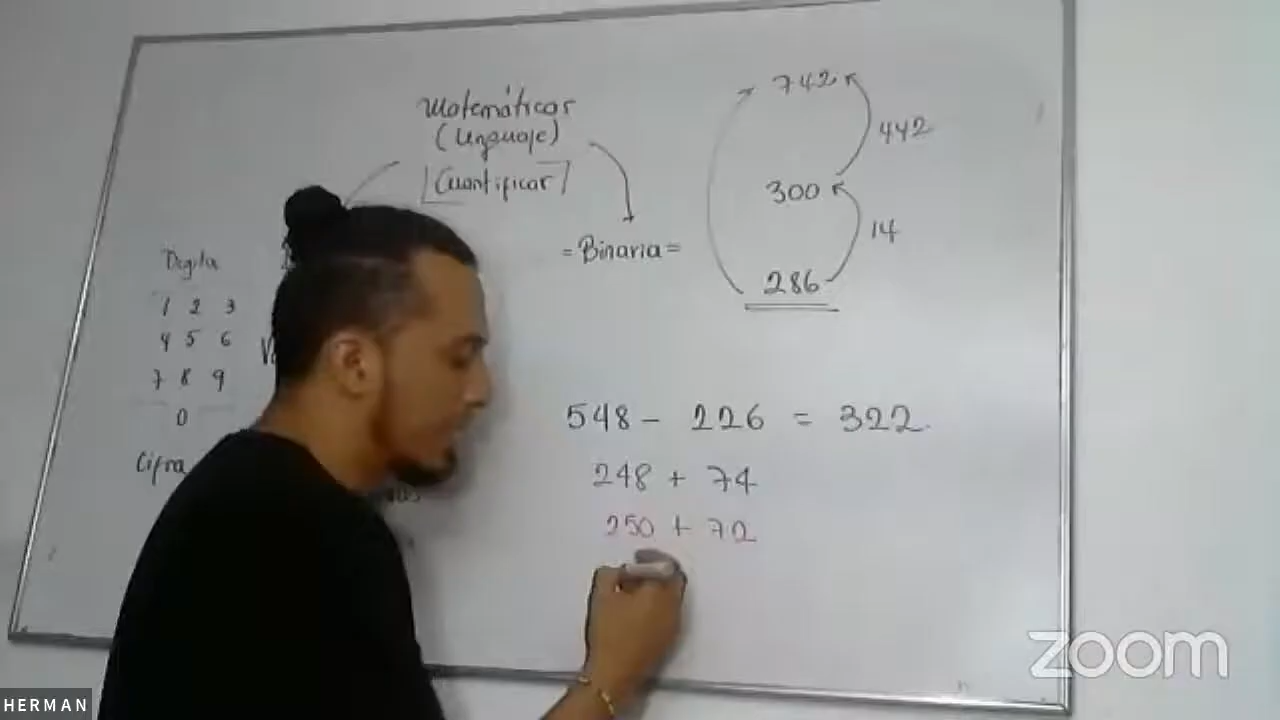 Matemáticas
(Lenguaje)
[Cuantificar]
= Binaria =
742
442
300
14
286
Digita
1 2 3
4 5 6
7 8 9
0
Cifra
548 - 226 = 322.
248 + 74
250 + 72
zoom
HERMAN